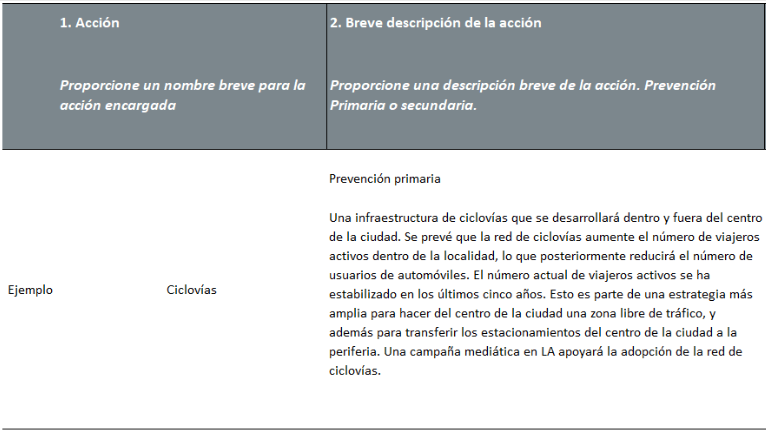 1. Acción
2. Breve descripción de la acción
Proporcione un nombre breve para la
acción encargada
Proporcione una descripción breve de la acción. Prevención
Primaria o secundaria.
Prevención primaria
Una infraestructura de ciclovías que se desarrollará dentro y fuera del centro
de la ciudad. Se prevé que la red de ciclovías aumente el número de viajeros
activos dentro de la localidad, lo que posteriormente reducirá el número de
usuarios de automóviles. El número actual de viajeros activos se ha
estabilizado en los últimos cinco años. Esto es parte de una estrategia más
amplia para hacer del centro de la ciudad una zona libre de tráfico, y
además para transferir los estacionamientos del centro de la ciudad a la
periferia. Una campaña mediática en LA apoyará la adopción de la red de
ciclovías.
Ejemplo
Ciclovías